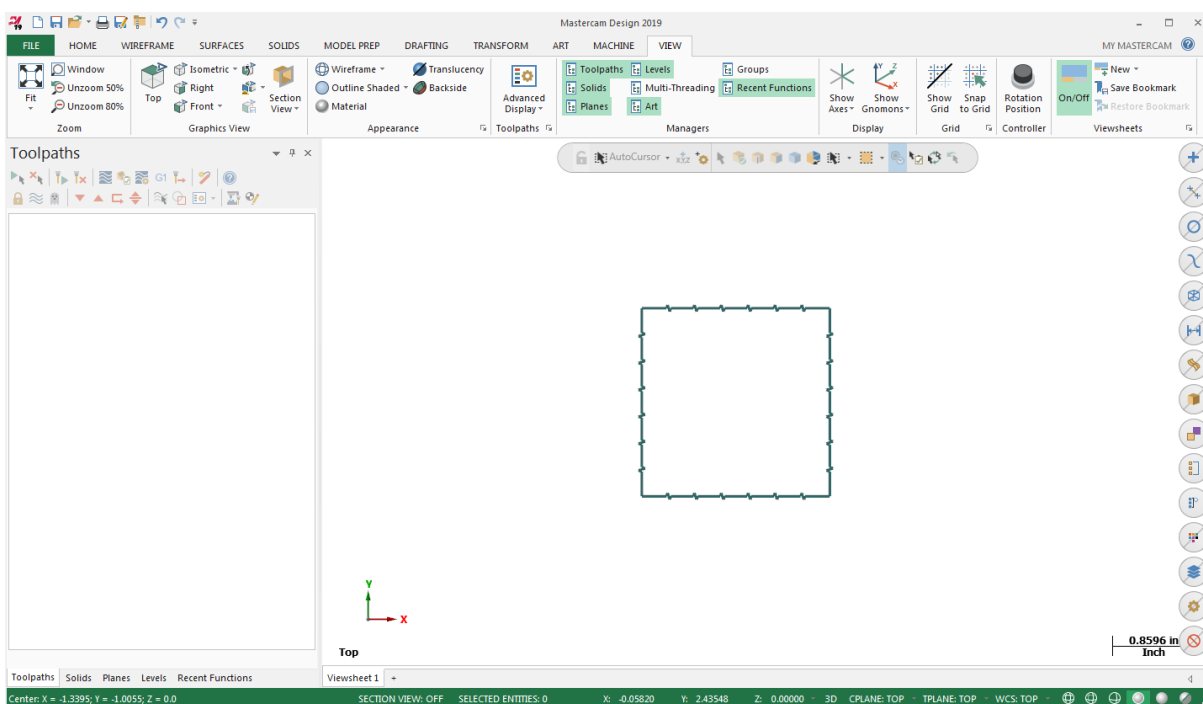 19
Mastercam Design 2019
FILE HOME WIREFRAME SURFACES SOLIDS MODEL PREP DRAFTING TRANSFORM ART MACHINE VIEW MY MASTERCAM
Window Isometric Wireframe Translucency Toolpaths Levels Groups New
Unzoom 50% Right Outline Shaded Backside Solids Multi-Threading Recent Functions Save Bookmark
Fit Unzoom 80% Top Front Section View Material Advanced Display Planes Art Show Axes Show Gnomons Show Grid Snap to Grid Rotation Position On/Off Restore Bookmark
Zoom Graphics View Appearance Toolpaths Managers Display Grid Controller Viewsheets
Toolpaths
AutoCursor
XYZ
G1
Y
X
Top
0.8596 in
Inch
Toolpaths Solids Planes Levels Recent Functions Viewsheet 1 +
Center: X = -1.3395; Y = -1.0055; Z = 0.0 SECTION VIEW: OFF SELECTED ENTITIES: 0 X: -0.05820 Y: 2.43548 Z: 0.00000 3D CPLANE: TOP TPLANE: TOP WCS: TOP